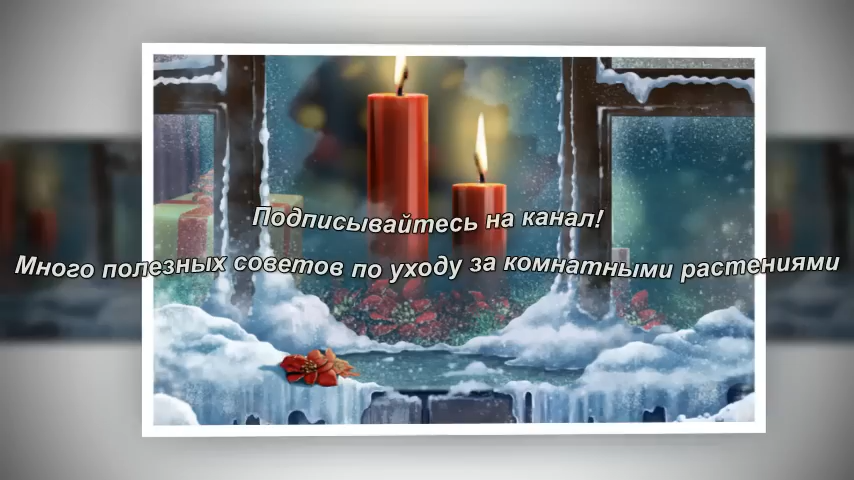 Подписывайтесь на канал!
Много полезных советов по уходу за комнатными растениями